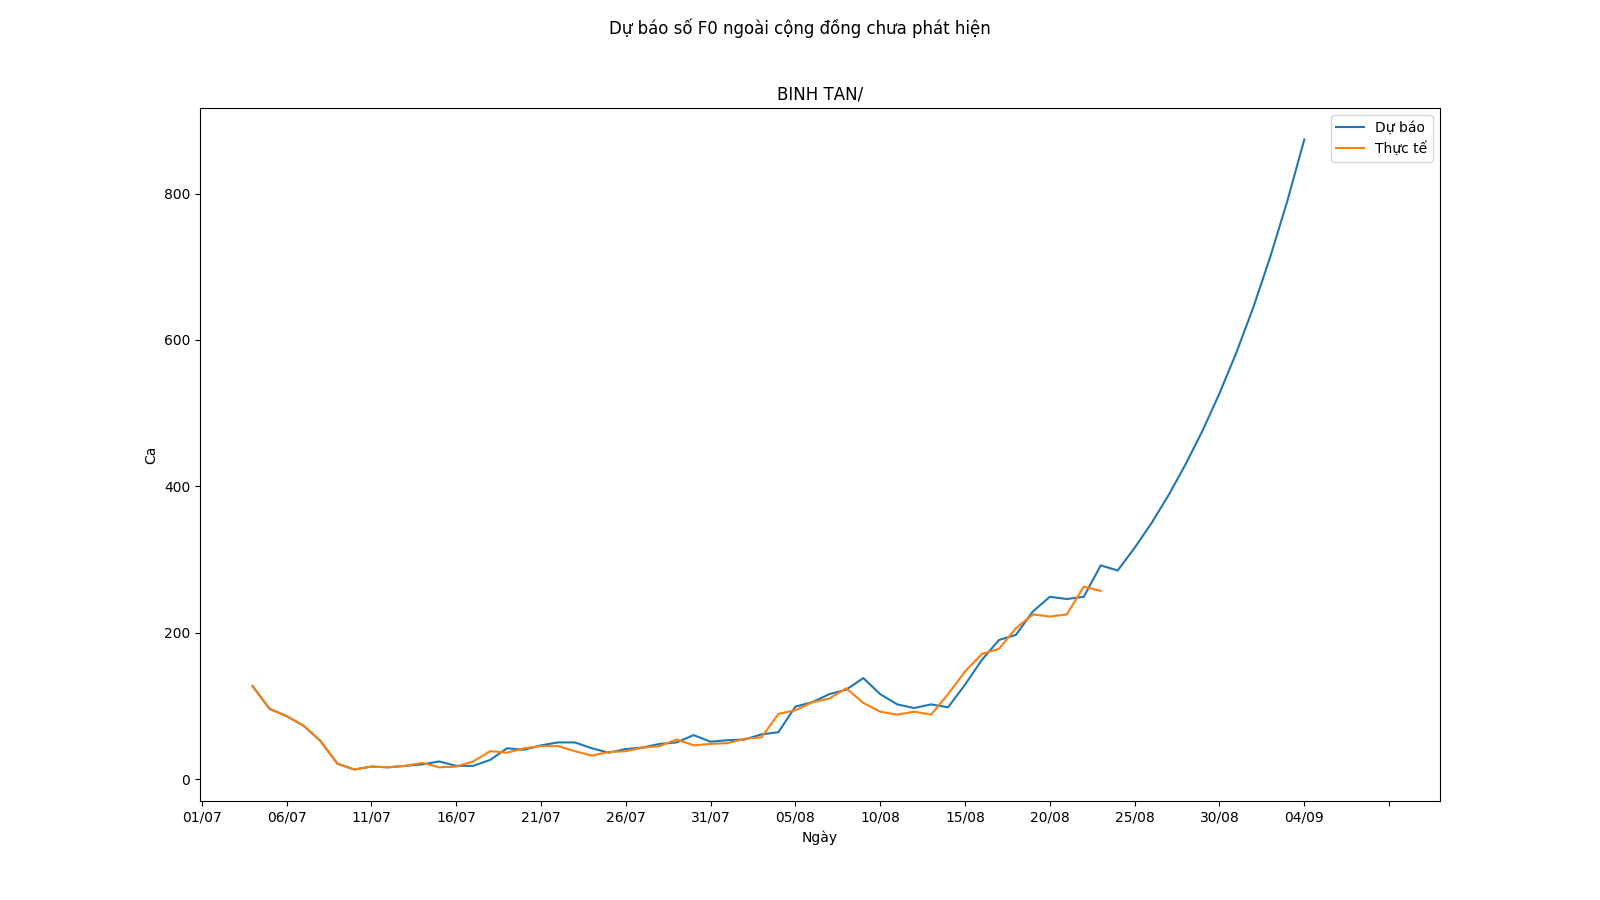 Dự báo số F0 ngoài cộng đồng chưa phát hiện
BINH TAN/
Dự báo
Thực tế
800
600
400
200
0
Ca
01/07 06/07 11/07 16/07 21/07 26/07 31/07 05/08 10/08 15/08 20/08 25/08 30/08 04/09
Ngày